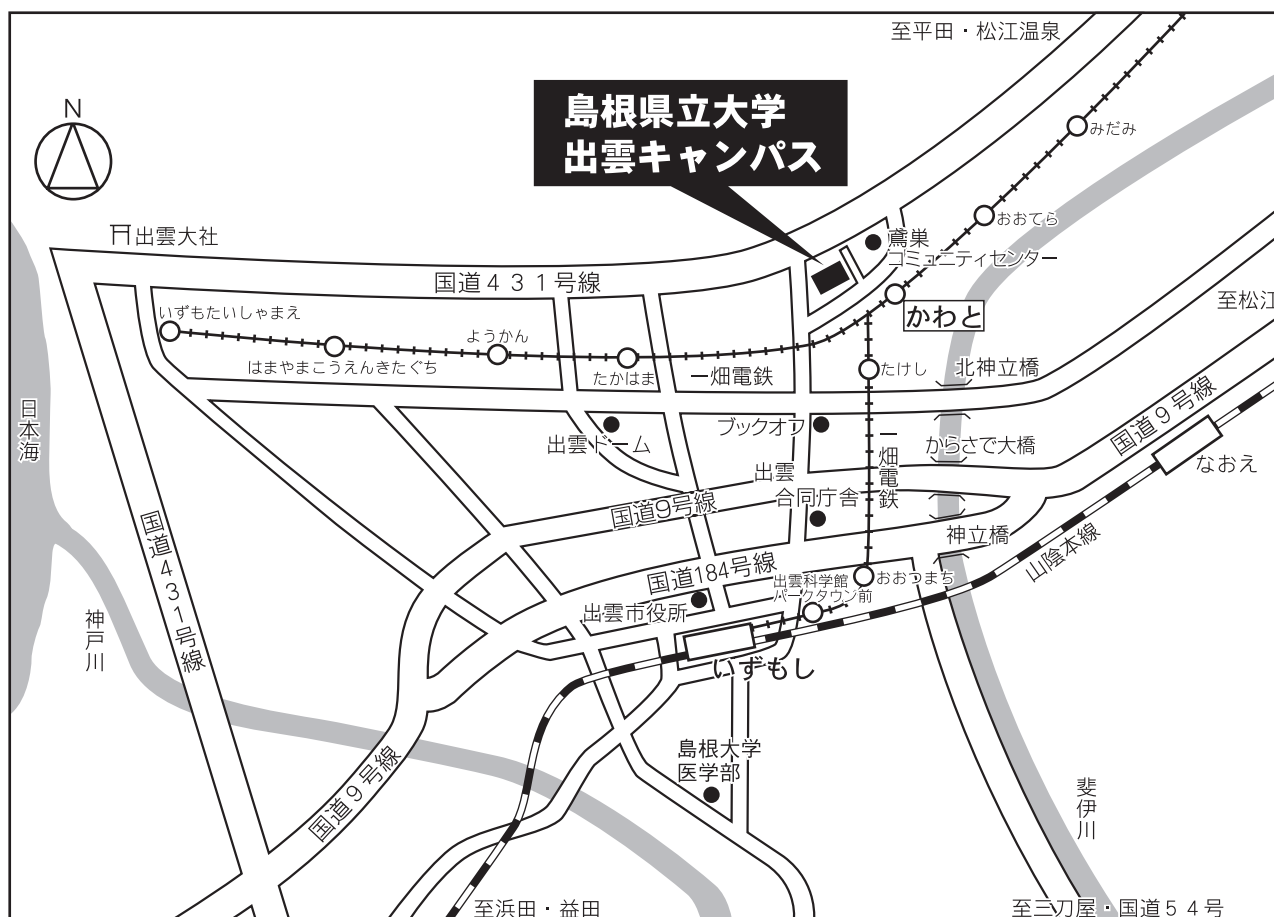 至平田・松江温泉
N
島根県立大学
出雲キャンパス
みだみ
おおてら
鳶巣
コミュニティセンター
出雲大社
国道４３１号線
至松江
いずもたいしゃまえ
かわと
ようかん
はまやまこうえんきたぐち
たかはま
一畑電鉄
たけし
北神立橋
日本海
出雲ドーム
ブックオフ
一畑電鉄
からさで大橋
国道９号線
なおえ
出雲
合同庁舎
国道9号線
神立橋
国道４３１号線
国道184号線
出雲科学館
パークタウン前
おおつまち
山陰本線
出雲市役所
神戸川
いずもし
島根大学
医学部
国道９号線
斐伊川
至浜田・益田
至三刀屋・国道５４号